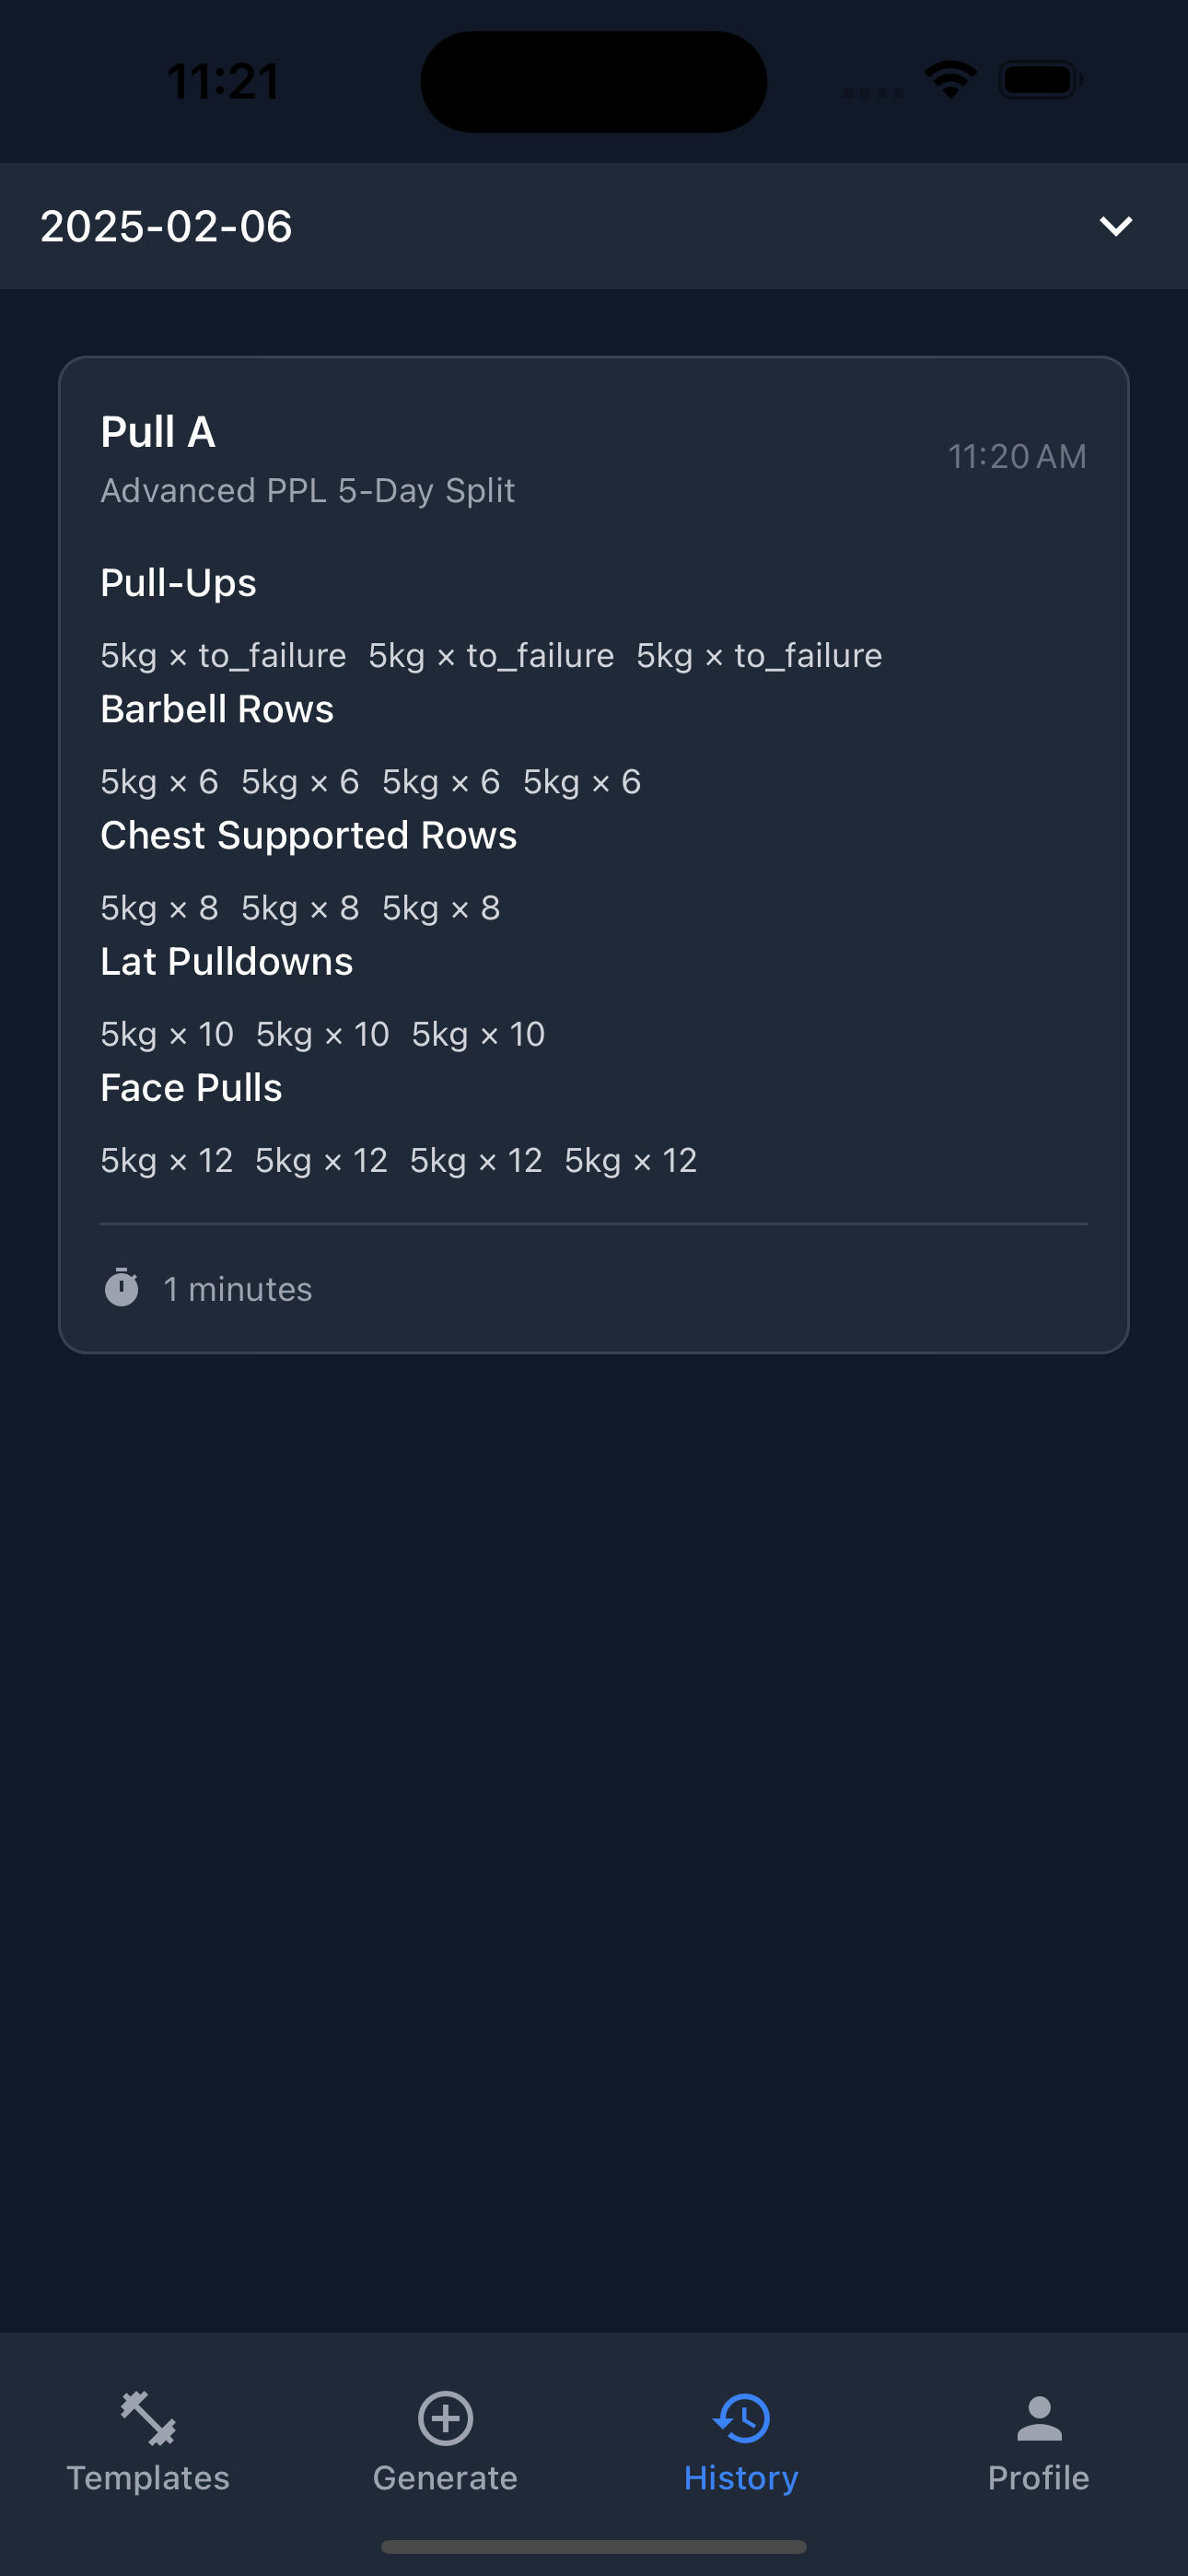 11:21
2025-02-06
Pull A
11:20 AM
Advanced PPL 5-Day Split
Pull-Ups
5kg × to_failure 5kg × to_failure 5kg × to_failure
Barbell Rows
5kg × 6 5kg × 6 5kg × 6 5kg × 6
Chest Supported Rows
5kg × 8 5kg × 8 5kg × 8
Lat Pulldowns
5kg × 10 5kg × 10 5kg × 10
Face Pulls
5kg × 12 5kg × 12 5kg × 12 5kg × 12
1 minutes
Templates Generate History Profile